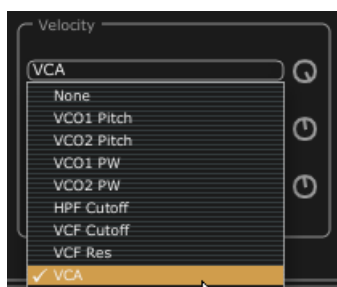 Velocity
VCA
None
VCO1 Pitch
VCO2 Pitch
VCO1 PW
VCO2 PW
HPF Cutoff
VCF Cutoff
VCF Res
✓ VCA